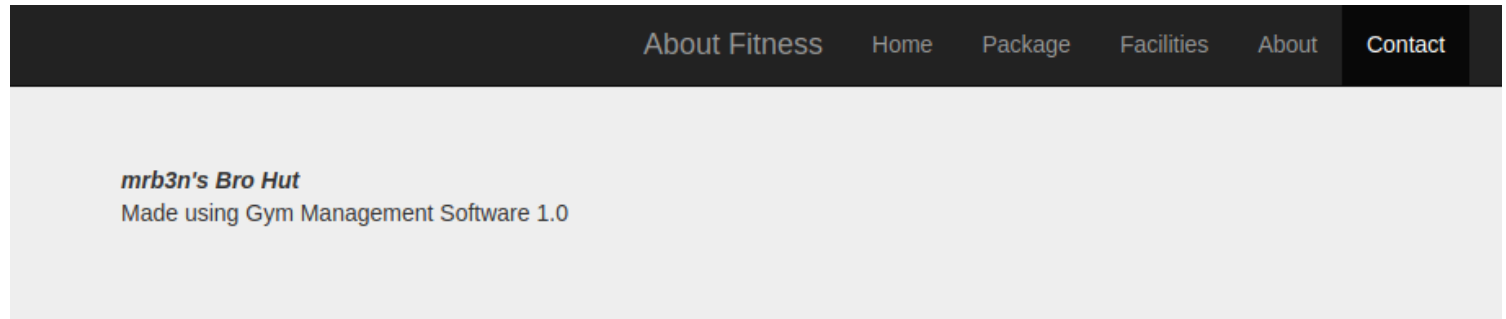 About Fitness Home Package Facilities About Contact
mrb3n's Bro Hut
Made using Gym Management Software 1.0